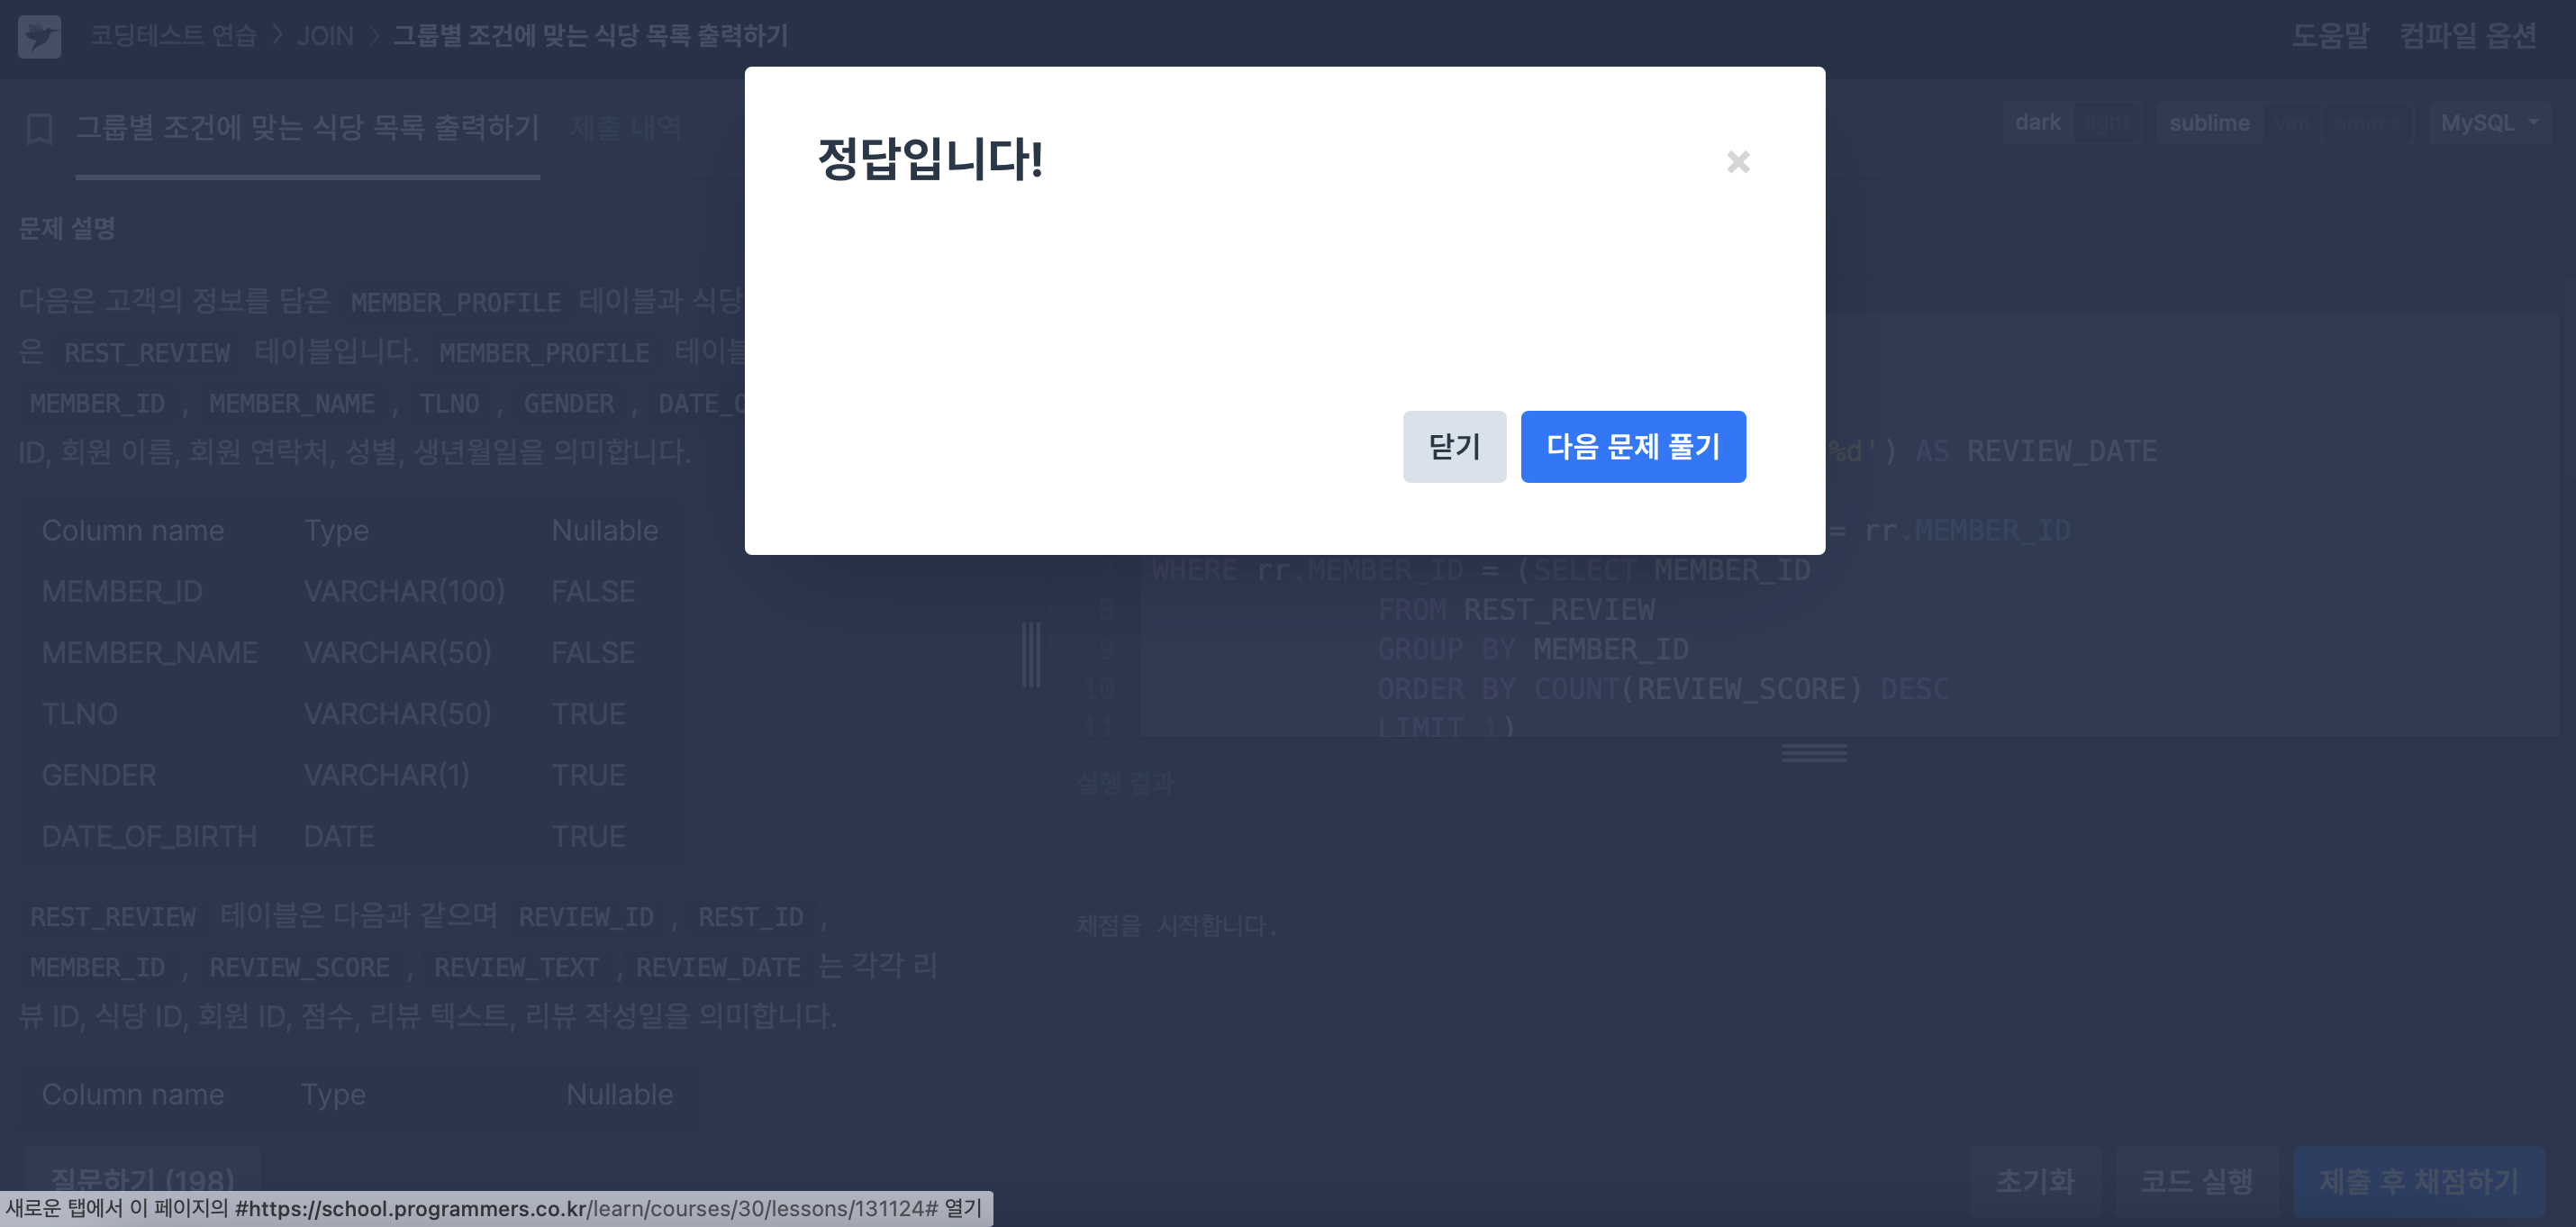 코딩테스트 연습 > JOIN > 그룹별 조건에 맞는 식당 목록 출력하기
도움말 컴파일 옵션
그룹별 조건에 맞는 식당 목록 출력하기 제출 내역
dark light sublime vim emacs MySQL
정답입니다!
닫기 다음 문제 풀기
문제 설명
다음은 고객의 정보를 담은 MEMBER_PROFILE 테이블과 식당
은 REST_REVIEW 테이블입니다. MEMBER_PROFILE
MEMBER_ID, MEMBER_NAME, TLNO, GENDER,
ID, 회원 이름, 회원 연락처, 성별, 생년월일을 의미합니다.
Column name Type Nullable
MEMBER_ID VARCHAR(100) FALSE
MEMBER_NAME VARCHAR(50) FALSE
TLNO VARCHAR(50) TRUE
GENDER VARCHAR(1) TRUE
DATE_OF_BIRTH DATE TRUE
REST_REVIEW 테이블은 다음과 같으며 REVIEW_ID, REST_ID,
MEMBER_ID, REVIEW_SCORE, REVIEW_TEXT, REVIEW_DATE 는 각각 리
뷰 ID, 식당 ID, 회원 ID, 점수, 리뷰 텍스트, 리뷰 작성일을 의미합니다.
Column name Type Nullable
%d') AS REVIEW_DATE
= rr.MEMBER_ID
7 WHERE rr.MEMBER_ID = (SELECT MEMBER_ID
8 FROM REST_REVIEW
9 GROUP BY MEMBER_ID
10 ORDER BY COUNT(REVIEW_SCORE) DESC
11 LIMIT 1)
실행 결과
채점을 시작합니다.
질문하기 (198)
초기화 코드 실행 제출 후 채점하기
새로운 탭에서 이 페이지의 #https://school.programmers.co.kr/learn/courses/30/lessons/131124# 열기